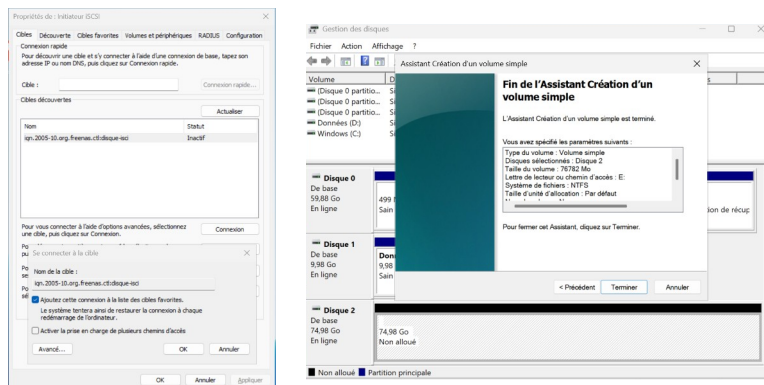 Propriétés de : Initiateur iSCSI
Cibles Découverte Cibles favorites Volumes et périphériques RADIUS Configuration
Connexion rapide
Pour découvrir une cible et s'y connecter à l'aide d'une connexion de base, tapez son
adresse IP ou nom DNS, puis cliquez sur Connexion rapide.
Cible :
Connexion rapide...
Cibles découvertes
Actualiser
Nom Statut
iqn.2005-10.org.freenas.ctl:disque-isci Inactif
Pour vous connecter à l'aide d'options avancées, sélectionnez
une cible, puis cliquez sur Connexion.
Connexion
Se connecter à la cible
Nom de la cible :
iqn.2005-10.org.freenas.ctl:disque-isci
Ajoutez cette connexion à la liste des cibles favorites.
Le système tentera ainsi de restaurer la connexion à chaque
redémarrage de l'ordinateur.
Activer la prise en charge de plusieurs chemins d'accès
Avancé... OK Annuler
OK Annuler Appliquer
Gestion des disques
Fichier Action Affichage ?
Volume
(Disque 0 partitio...
(Disque 0 partitio...
(Disque 0 partitio...
Données (D:)
Windows (C:)
Assistant Création d'un volume simple
Fin de l'Assistant Création d'un
volume simple
L'Assistant Création d'un volume simple est terminé.
Vous avez spécifié les paramètres suivants :
Type du volume : Volume simple
Disques sélectionnés : Disque 2
Taille du volume : 76782 Mo
Lettre de lecteur ou chemin d'accès : E:
Système de fichiers : NTFS
Taille d'unité d'allocation : Par défaut
Pour fermer cet Assistant, cliquez sur Terminer.
< Précédent Terminer Annuler
Disque 0
De base
59,88 Go
En ligne
499
Sain
ion de récup
Disque 1
De base
9,98 Go
En ligne
Don
9,98
Sain
Disque 2
De base
74,98 Go
En ligne
74,98 Go
Non alloué
Non alloué Partition principale